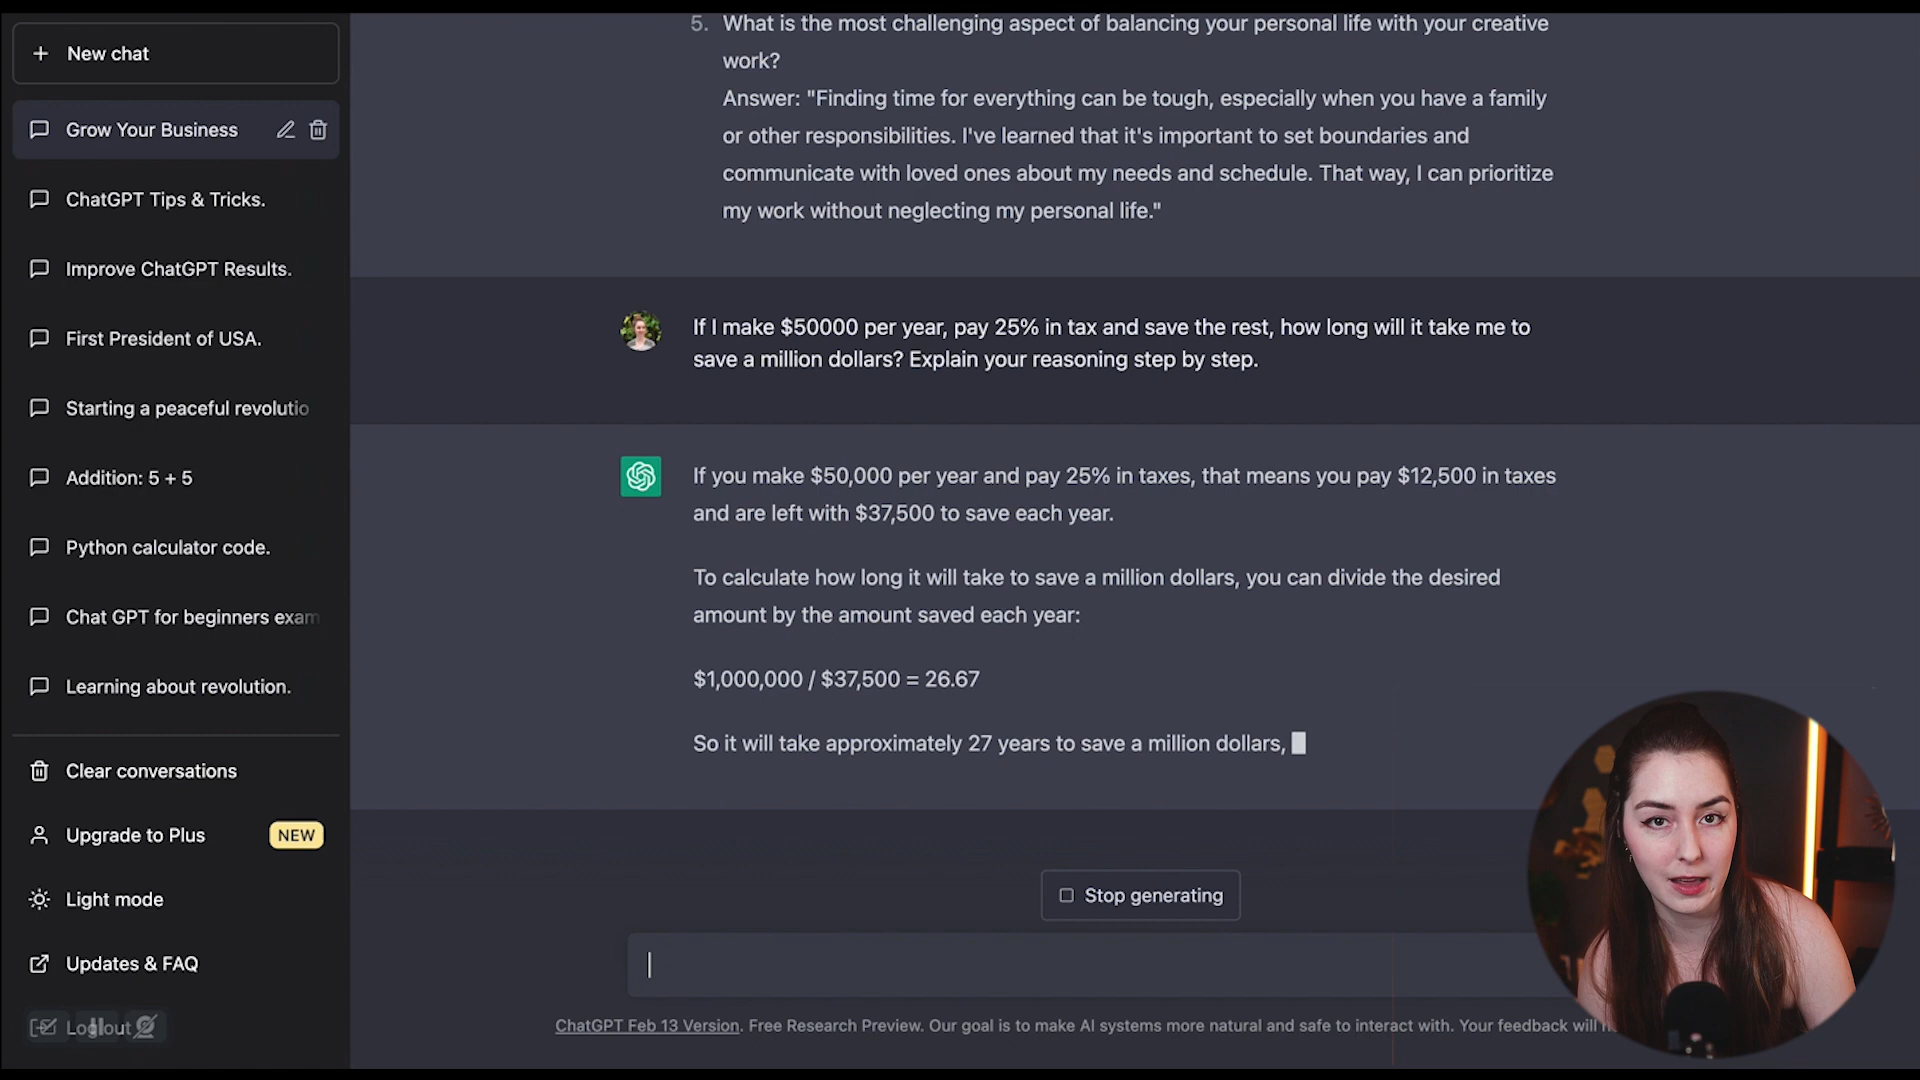 New chat
Grow Your Business
ChatGPT Tips & Tricks.
Improve ChatGPT Results.
First President of USA.
Starting a peaceful revolutio
Addition: 5 + 5
Python calculator code.
Chat GPT for beginners exam
Learning about revolution.
Clear conversations
Upgrade to Plus NEW
Light mode
Updates & FAQ
Log out
5. What is the most challenging aspect of balancing your personal life with your creative
work?
Answer: "Finding time for everything can be tough, especially when you have a family
or other responsibilities. I've learned that it's important to set boundaries and
communicate with loved ones about my needs and schedule. That way, I can prioritize
my work without neglecting my personal life."
If I make $50000 per year, pay 25% in tax and save the rest, how long will it take me to
save a million dollars? Explain your reasoning step by step.
If you make $50,000 per year and pay 25% in taxes, that means you pay $12,500 in taxes
and are left with $37,500 to save each year.
To calculate how long it will take to save a million dollars, you can divide the desired
amount by the amount saved each year:
$1,000,000 / $37,500 = 26.67
So it will take approximately 27 years to save a million dollars,
Stop generating
ChatGPT Feb 13 Version. Free Research Preview. Our goal is to make AI systems more natural and safe to interact with. Your feedback will